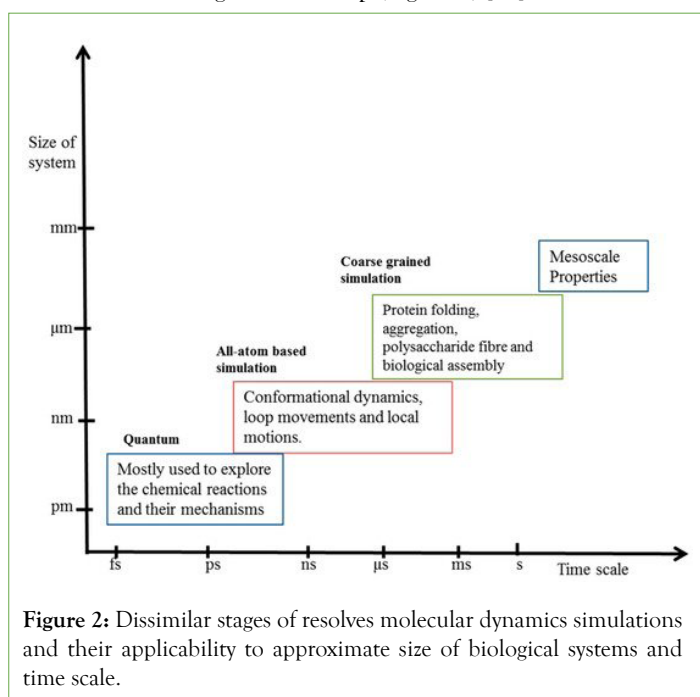 Size of
system
mm
μm
nm
pm
Coarse grained
simulation
Mesoscale
Properties
Protein folding,
aggregation,
polysaccharide fibre and
biological assembly
All-atom based
simulation
Conformational dynamics,
loop movements and local
motions.
Quantum
Mostly used to explore
the chemical reactions
and their mechanisms
fs ps ns μs ms s Time scale
Figure 2: Dissimilar stages of resolves molecular dynamics simulations
and their applicability to approximate size of biological systems and
time scale.